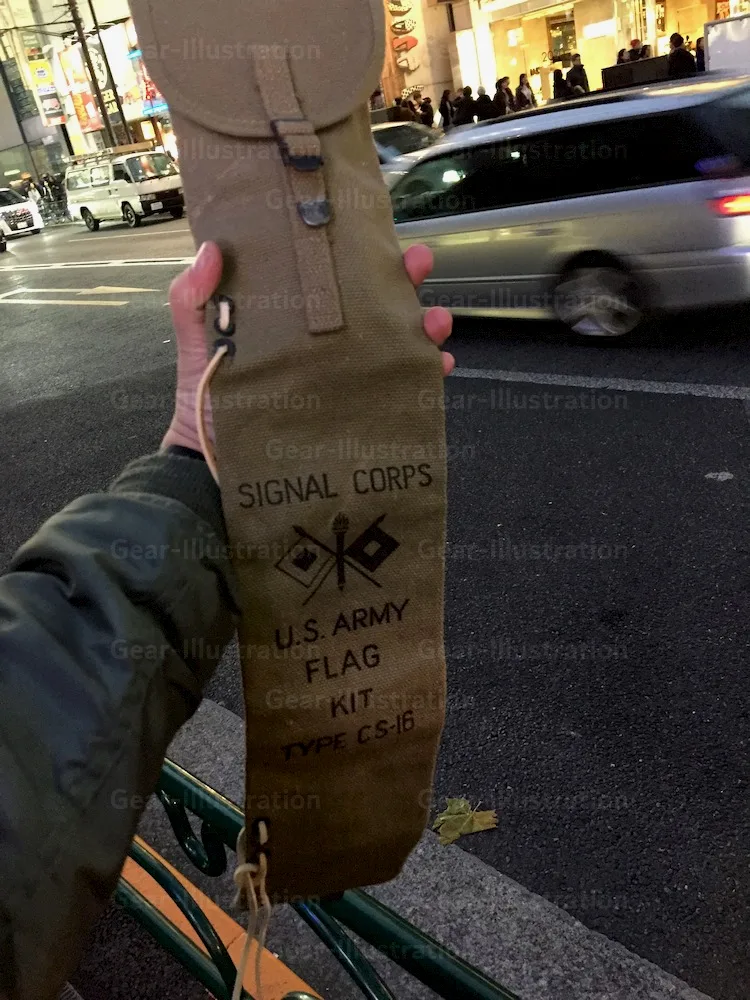 Gear-Illustration
SIGNAL CORPS
U.S. ARMY
FLAG
KIT
TYPE CS-16